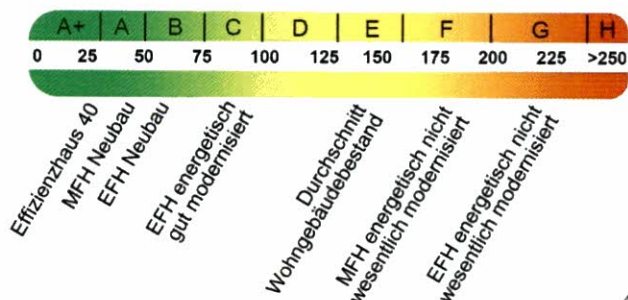 A+ A B C D E F G H
0 25 50 75 100 125 150 175 200 225 >250
Effizienzhaus 40
MFH Neubau
EFH Neubau
EFH energetisch
gut modernisiert
Durchschnitt
Wohngebäudebestand
MFH energetisch nicht
wesentlich modernisiert
EFH energetisch nicht
wesentlich modernisiert